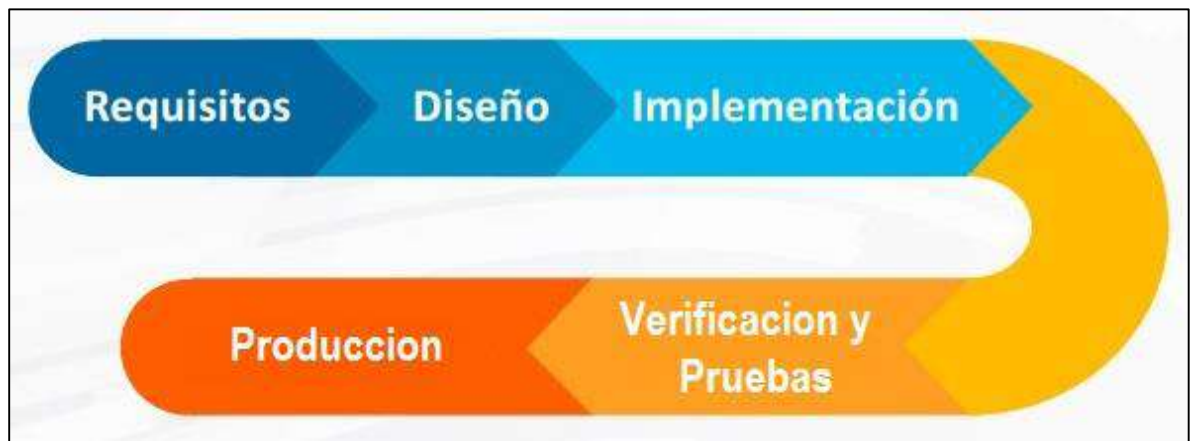 Requisitos
Diseño
Implementación
Verificacion y
Pruebas
Produccion